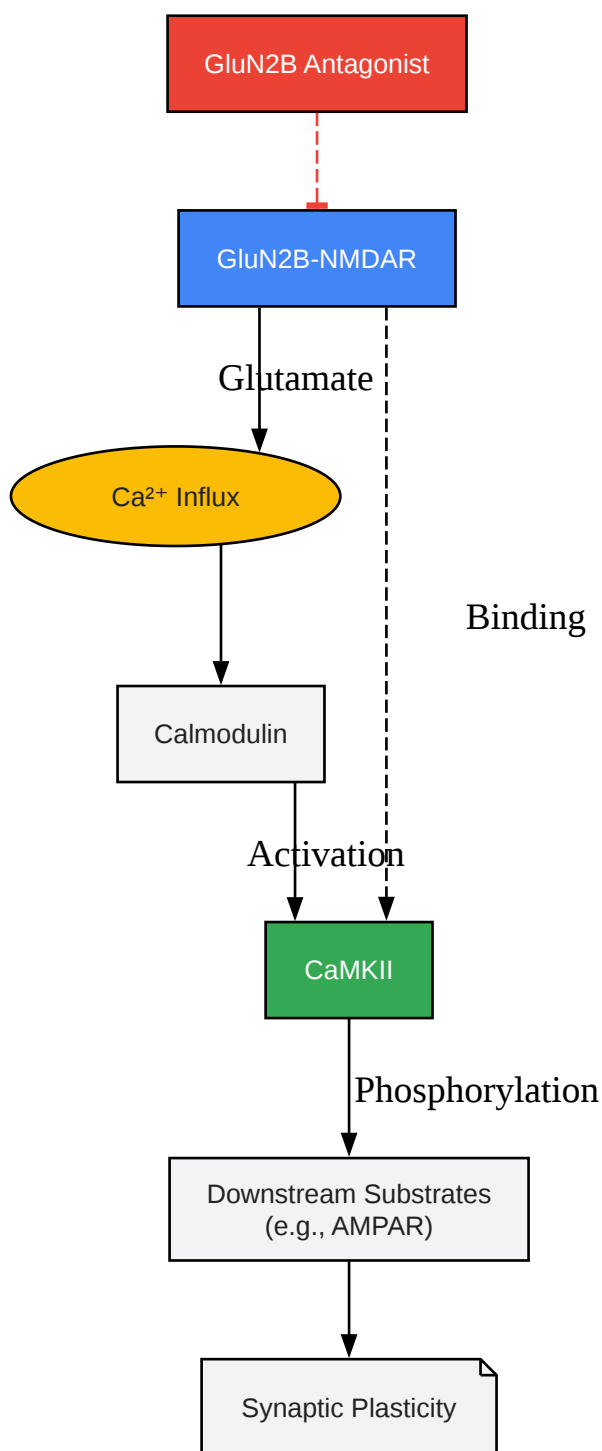 GluN2B Antagonist
GluN2B-NMDAR
Glutamate
Ca²⁺ Influx
Binding
Calmodulin
Activation
CaMKII
Phosphorylation
Downstream Substrates
(e.g., AMPAR)
Synaptic Plasticity